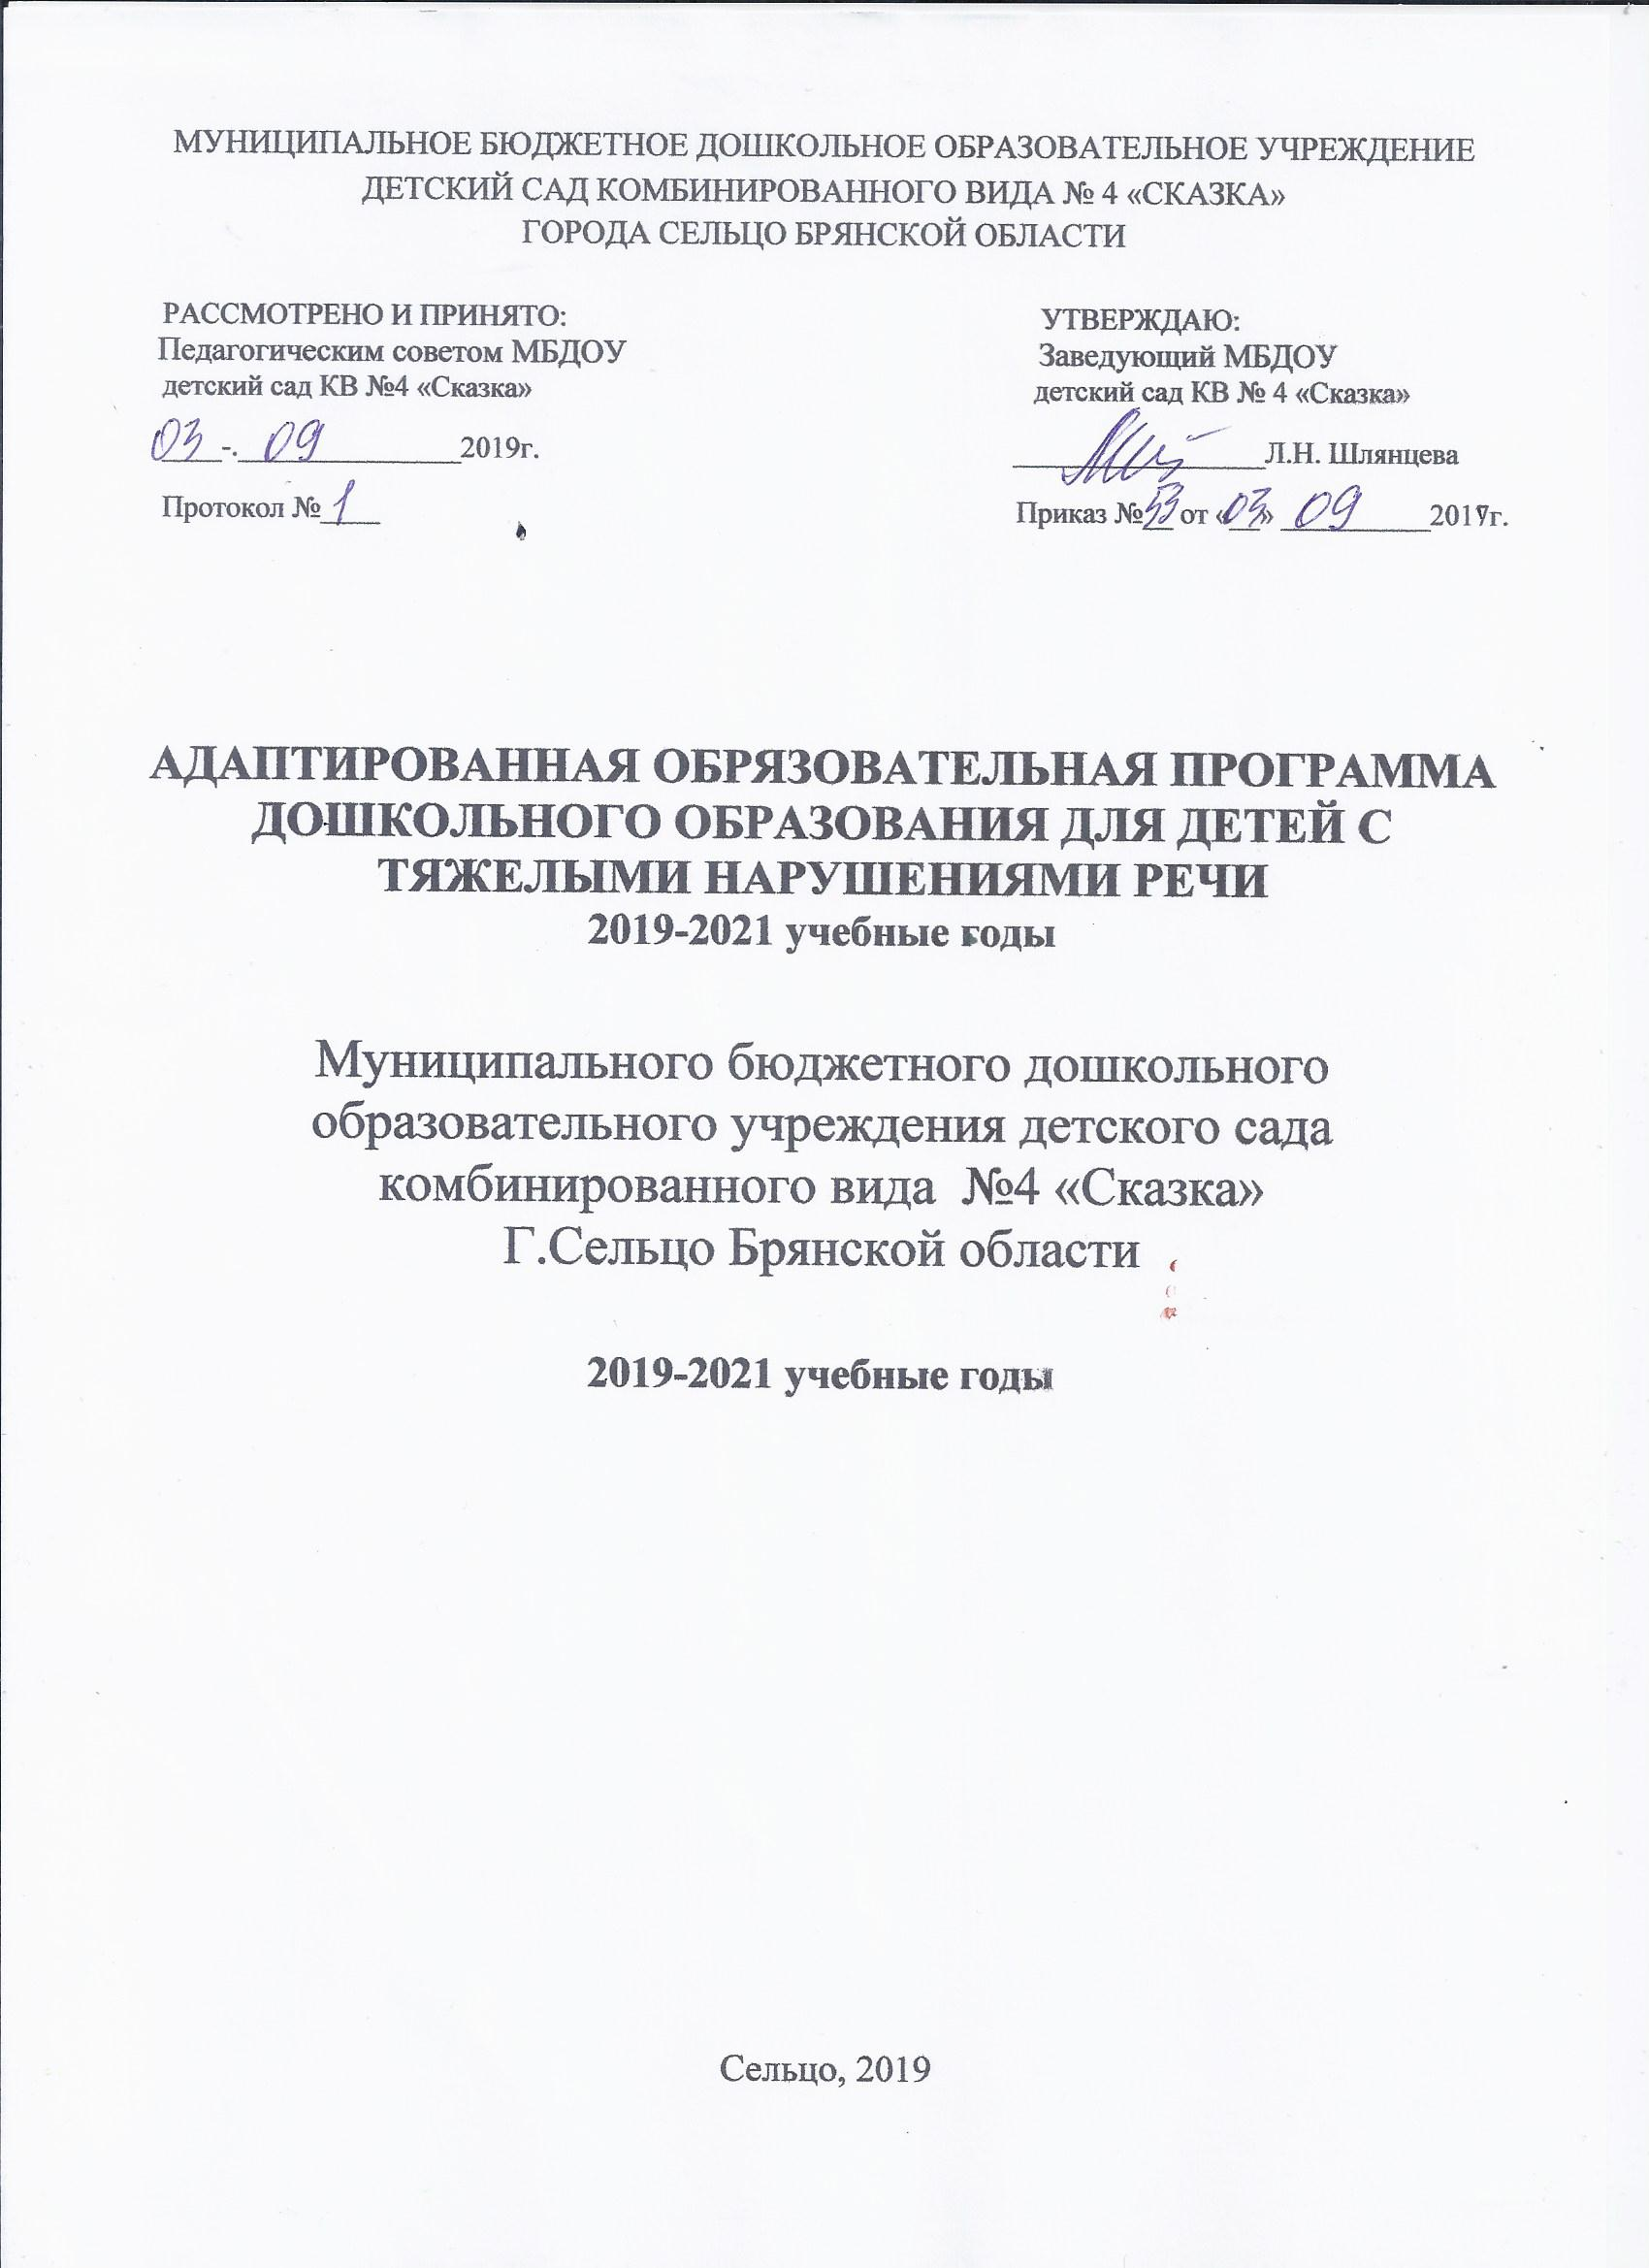 МУНИЦИПАЛЬНОЕ БЮДЖЕТНОЕ ДОШКОЛЬНОЕ ОБРАЗОВАТЕЛЬНОЕ УЧРЕЖДЕНИЕ
ДЕТСКИЙ САД КОМБИНИРОВАННОГО ВИДА № 4 «СКАЗКА»
ГОРОДА СЕЛЬЦО БРЯНСКОЙ ОБЛАСТИ
РАССМОТРЕНО И ПРИНЯТО:
Педагогическим советом МБДОУ
детский сад КВ №4 «Сказка»
03-.09 2019г.
Протокол № 1
УТВЕРЖДАЮ:
Заведующий МБДОУ
детский сад КВ № 4 «Сказка»
Л.Н. Шлянцева
Приказ №53 от «03» 09 2019г.
АДАПТИРОВАННАЯ ОБРЯЗОВАТЕЛЬНАЯ ПРОГРАММА
ДОШКОЛЬНОГО ОБРАЗОВАНИЯ ДЛЯ ДЕТЕЙ С
ТЯЖЕЛЫМИ НАРУШЕНИЯМИ РЕЧИ
2019-2021 учебные годы
Муниципального бюджетного дошкольного
образовательного учреждения детского сада
комбинированного вида №4 «Сказка»
Г.Сельцо Брянской области
2019-2021 учебные годы
Сельцо, 2019